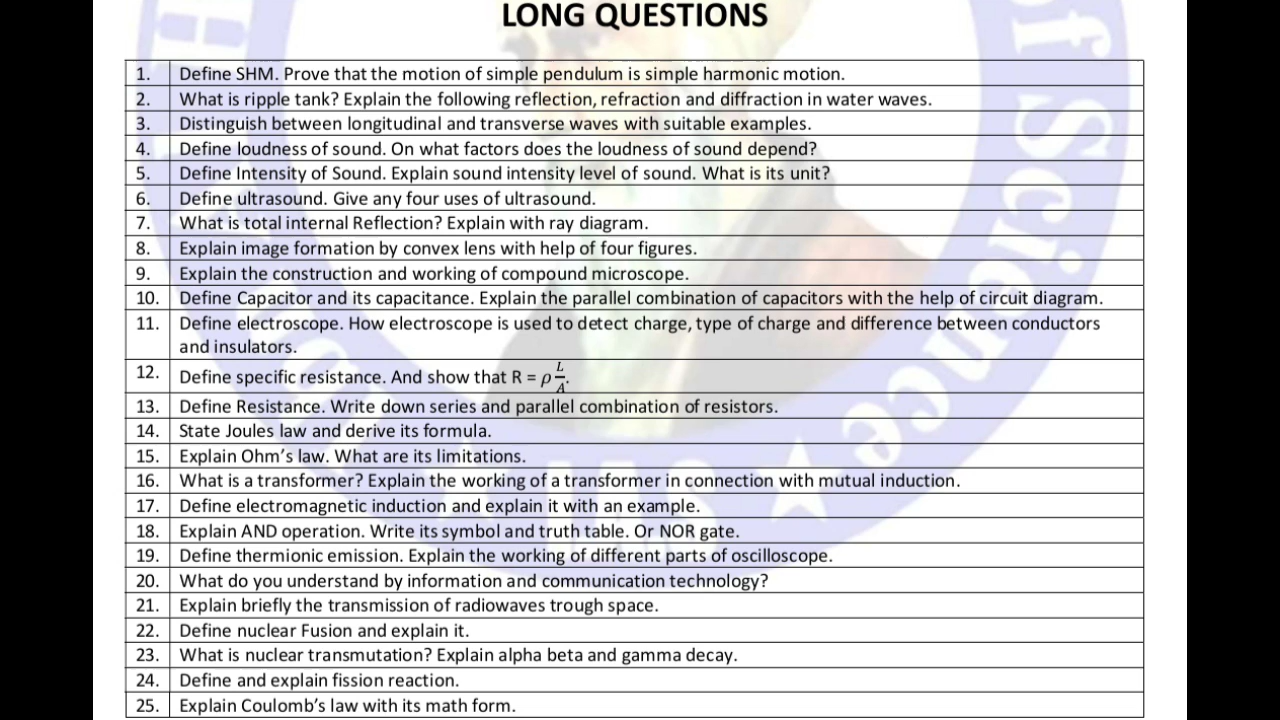 LONG QUESTIONS
1. Define SHM. Prove that the motion of simple pendulum is simple harmonic motion.
2. What is ripple tank? Explain the following reflection, refraction and diffraction in water waves.
3. Distinguish between longitudinal and transverse waves with suitable examples.
4. Define loudness of sound. On what factors does the loudness of sound depend?
5. Define Intensity of Sound. Explain sound intensity level of sound. What is its unit?
6. Define ultrasound. Give any four uses of ultrasound.
7. What is total internal Reflection? Explain with ray diagram.
8. Explain image formation by convex lens with help of four figures.
9. Explain the construction and working of compound microscope.
10. Define Capacitor and its capacitance. Explain the parallel combination of capacitors with the help of circuit diagram.
11. Define electroscope. How electroscope is used to detect charge, type of charge and difference between conductors
and insulators.
12. Define specific resistance. And show that R = ρ L/A.
13. Define Resistance. Write down series and parallel combination of resistors.
14. State Joules law and derive its formula.
15. Explain Ohm’s law. What are its limitations.
16. What is a transformer? Explain the working of a transformer in connection with mutual induction.
17. Define electromagnetic induction and explain it with an example.
18. Explain AND operation. Write its symbol and truth table. Or NOR gate.
19. Define thermionic emission. Explain the working of different parts of oscilloscope.
20. What do you understand by information and communication technology?
21. Explain briefly the transmission of radiowaves trough space.
22. Define nuclear Fusion and explain it.
23. What is nuclear transmutation? Explain alpha beta and gamma decay.
24. Define and explain fission reaction.
25. Explain Coulomb’s law with its math form.
of Science